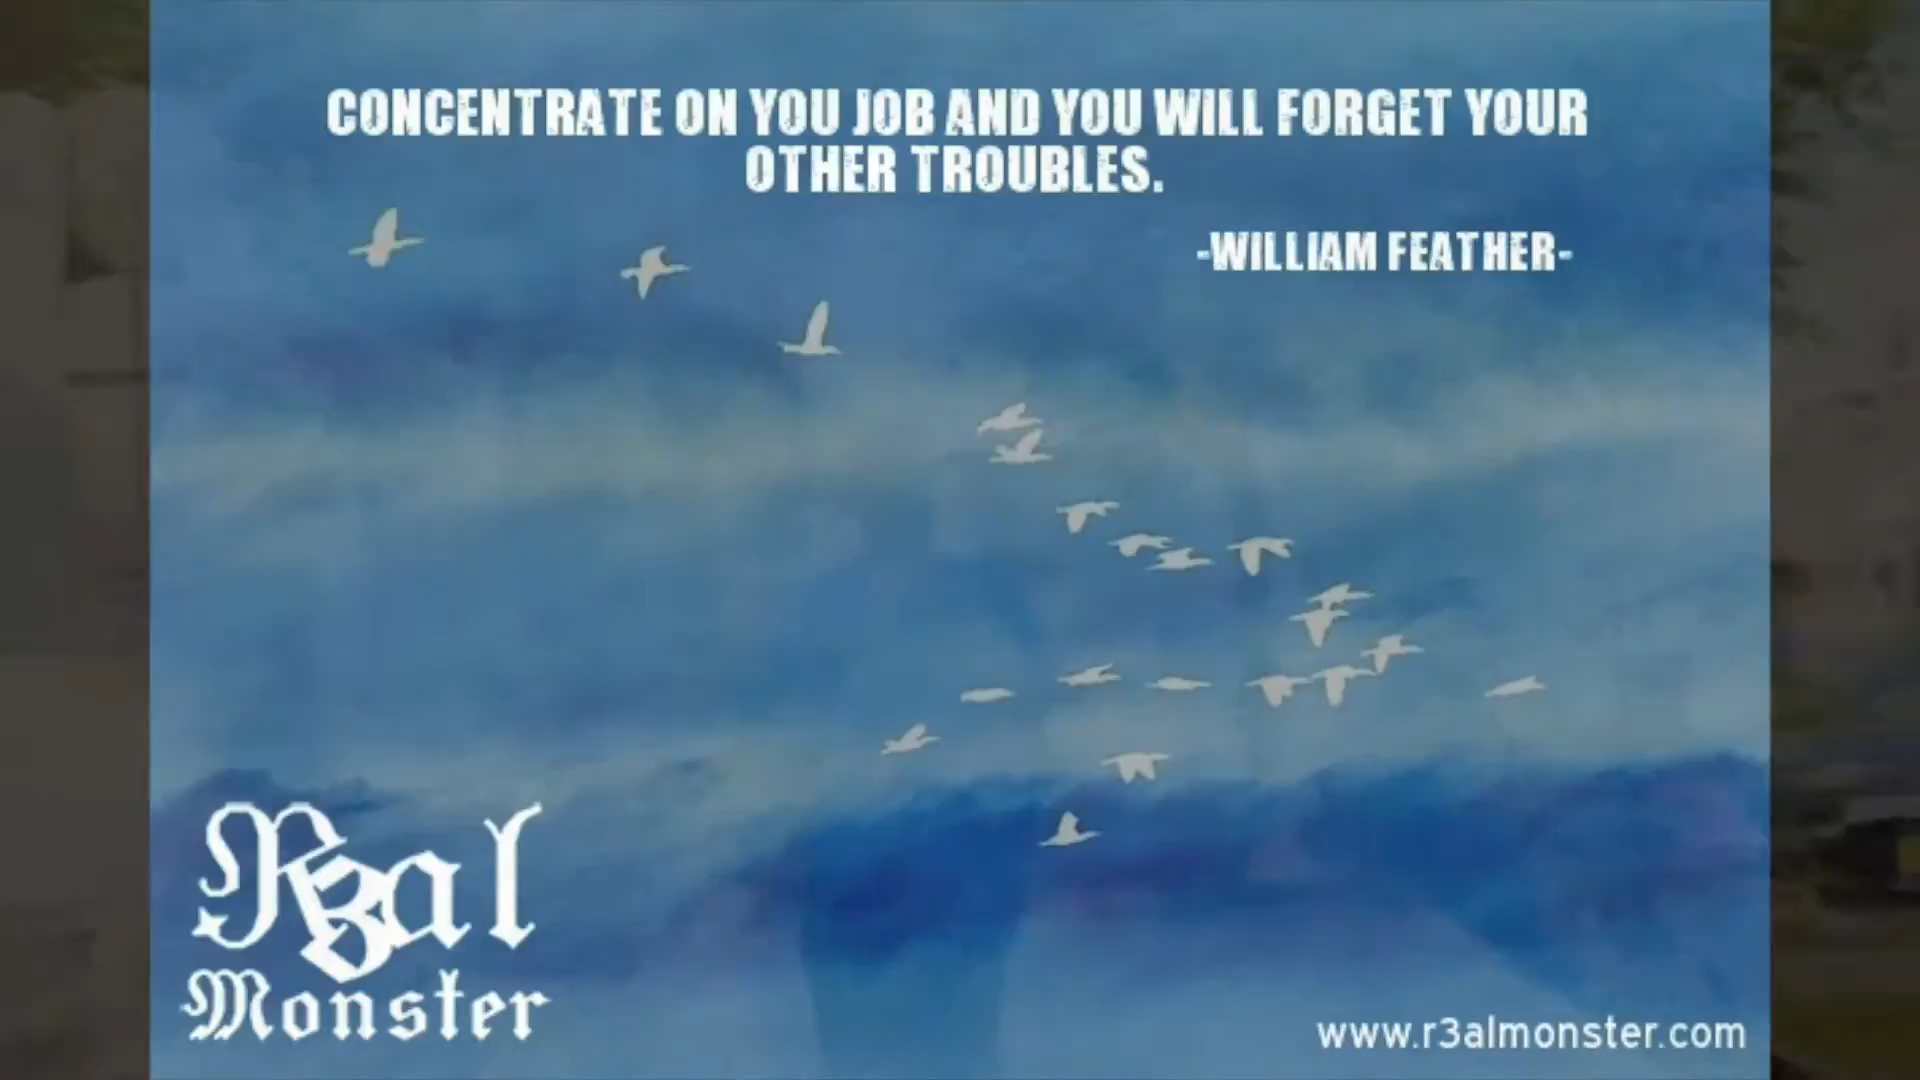 CONCENTRATE ON YOU JOB AND YOU WILL FORGET YOUR
OTHER TROUBLES.
-WILLIAM FEATHER-
R3al
Monster
www.r3almonster.com